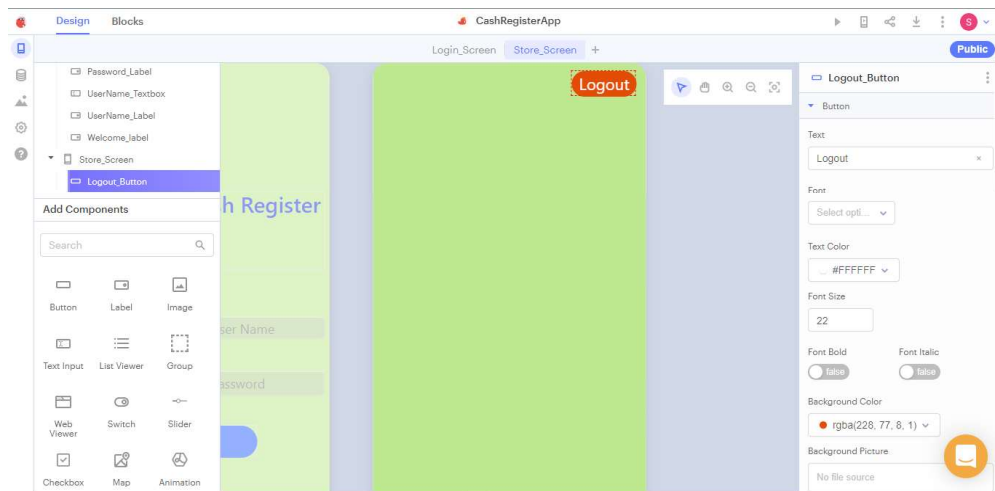 Design
Blocks
CashRegisterApp
S
Login_Screen
Store_Screen
+
Public
Password_Label
UserName_Textbox
UserName_Label
Welcome_label
Store_Screen
Logout_Button
Add Components
Search
Button
Label
Image
Text Input
List Viewer
Group
Web
Viewer
Switch
Slider
Checkbox
Map
Animation
h Register
ser Name
assword
Logout
Logout_Button
Button
Text
Logout
×
Font
Select opti...
Text Color
#FFFFFF
Font Size
22
Font Bold
Font Italic
false
false
Background Color
rgba(228, 77, 8, 1)
Background Picture
No file source